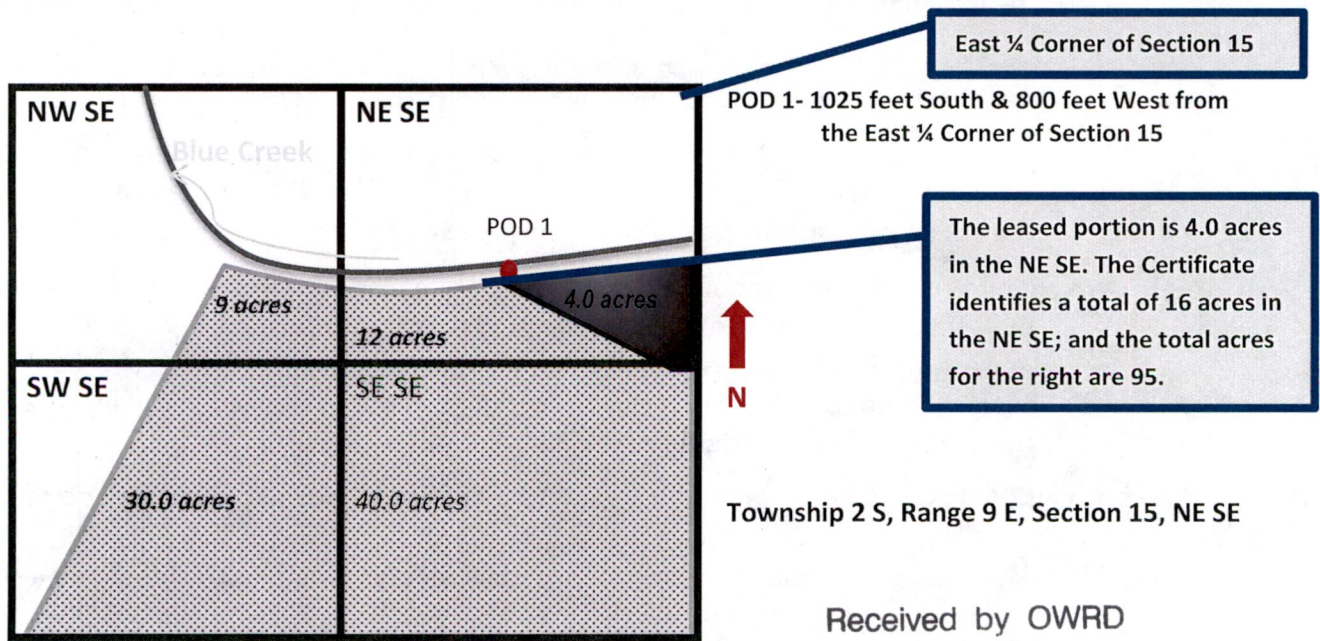 East ¼ Corner of Section 15
NW SE
NE SE
POD 1- 1025 feet South & 800 feet West from
the East ¼ Corner of Section 15
Blue Creek
POD 1
The leased portion is 4.0 acres
in the NE SE. The Certificate
identifies a total of 16 acres in
the NE SE; and the total acres
for the right are 95.
9 acres
4.0 acres
12 acres
N
SW SE
SE SE
30.0 acres
40.0 acres
Township 2 S, Range 9 E, Section 15, NE SE
Received by OWRD